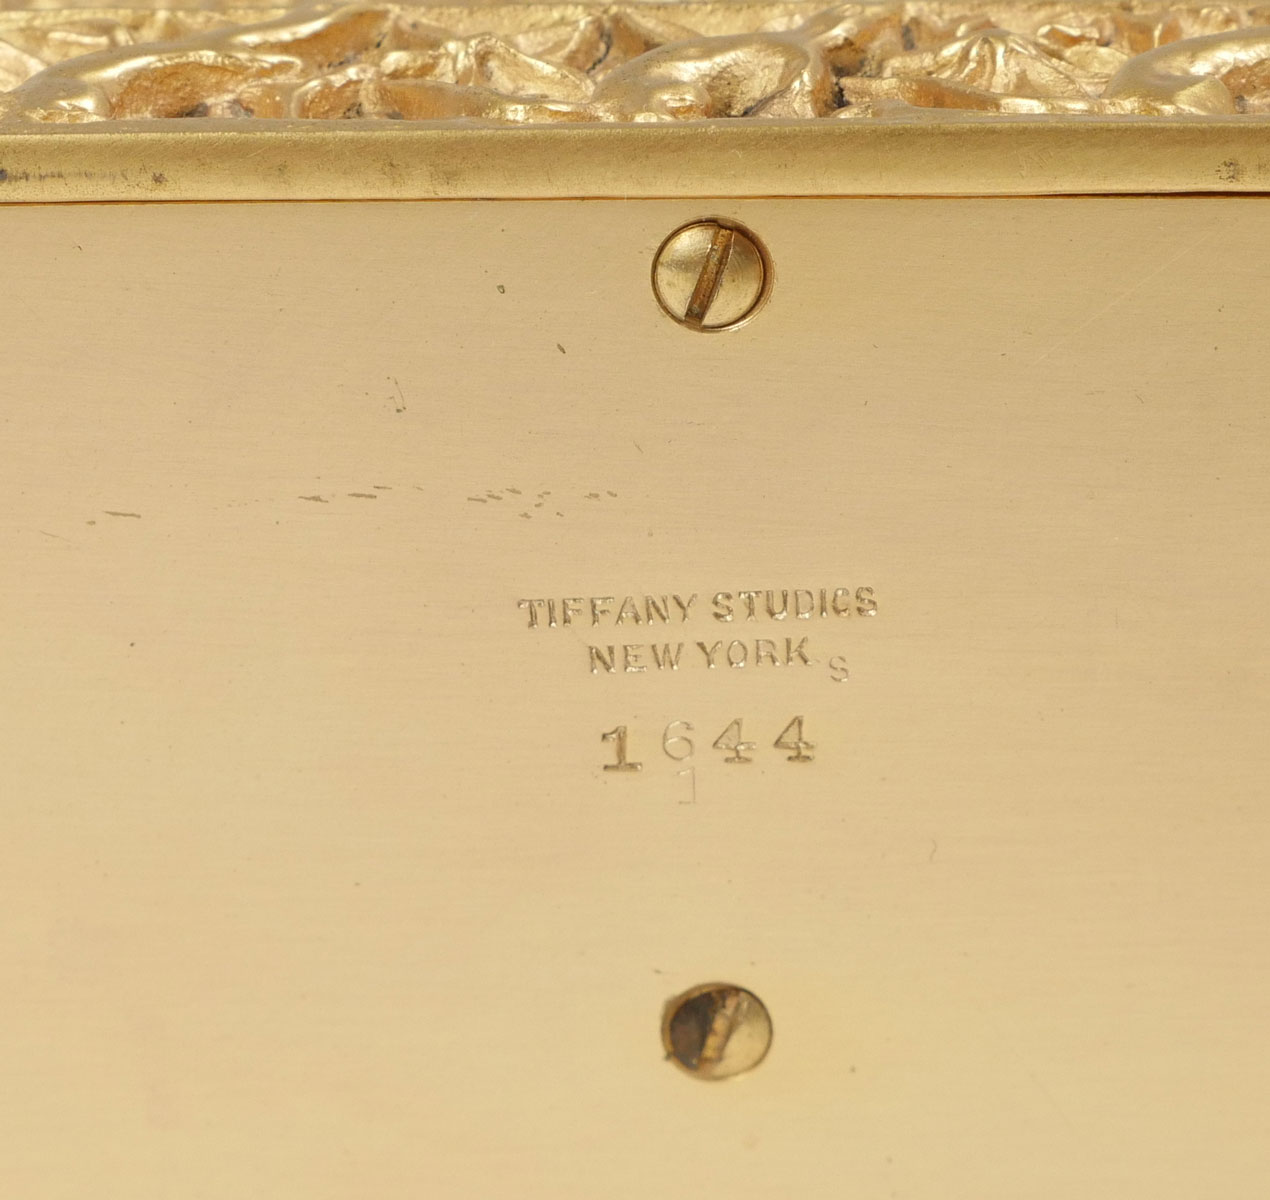 TIFFANY STUDIOS
NEW YORK S
1644
1